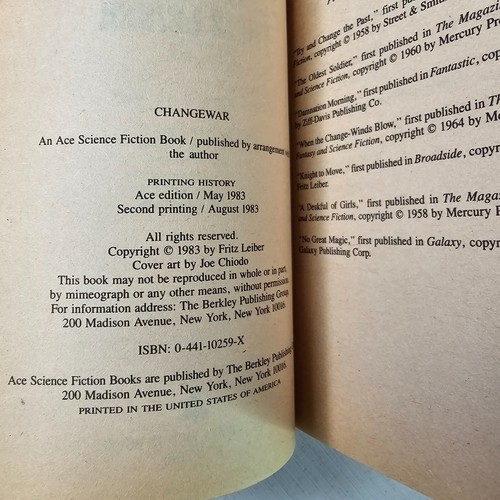 CHANGEWAR
An Ace Science Fiction Book / published by arrangement
the author
PRINTING HISTORY
Ace edition / May 1983
Second printing / August 1983
All rights reserved.
Copyright © 1983 by Fritz Leiber
Cover art by Joe Chiodo
This book may not be reproduced in whole or in part,
by mimeograph or any other means, without permission.
For information address: The Berkley Publishing Group,
200 Madison Avenue, New York, New York 10016.
ISBN: 0-441-10259-X
Ace Science Fiction Books are published by The Berkley Publishing
200 Madison Avenue, New York, New York 10016.
PRINTED IN THE UNITED STATES OF AMERICA
"Try and Change the Past," first
Fiction, copyright © 1958 by Street & Smith
"The Oldest Soldier," first published in The Magazin
and Science Fiction, copyright © 1960 by Mercury Pre
"Damnation Morning," first published in Fantastic, copy
by Ziff-Davis Publishing Co.
"When the Change-Winds Blow," first published in Th
Fantasy and Science Fiction, copyright © 1964 by Mer
"Knight to Move," first published in Broadside, copyr
Fritz Leiber.
"A Deskful of Girls," first published in The Magaz
and Science Fiction, copyright © 1958 by Mercury P
"No Great Magic," first published in Galaxy, copyr
Galaxy Publishing Corp.